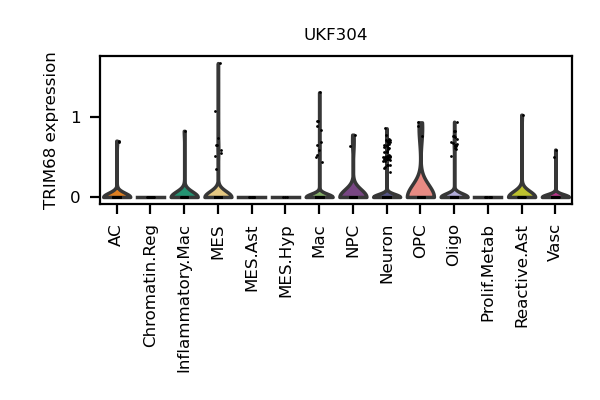 UKF304
TRIM68 expression
1
0
AC
Chromatin.Reg
Inflammatory.Mac
MES
MES.Ast
MES.Hyp
Mac
NPC
Neuron
OPC
Oligo
Prolif.Metab
Reactive.Ast
Vasc